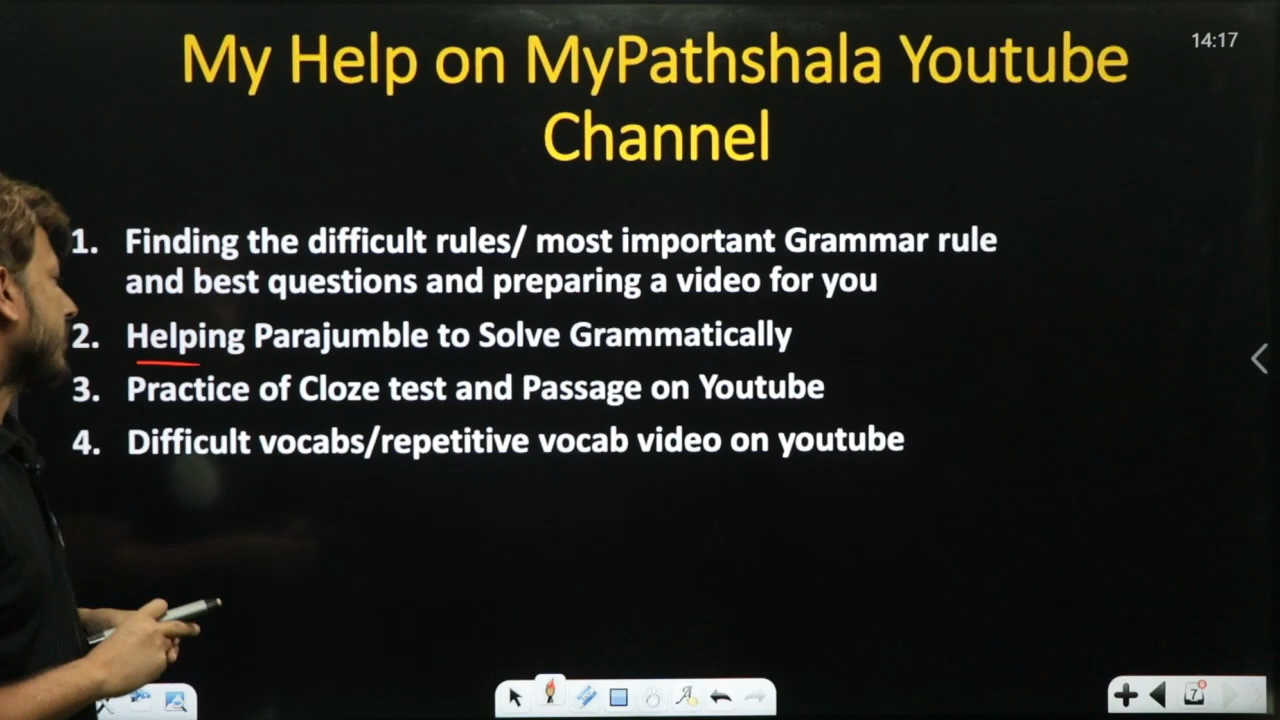 My Help on MyPathshala Youtube
Channel
14:17
1. Finding the difficult rules/ most important Grammar rule
and best questions and preparing a video for you
2. Helping Parajumble to Solve Grammatically
3. Practice of Cloze test and Passage on Youtube
4. Difficult vocabs/repetitive vocab video on youtube
7